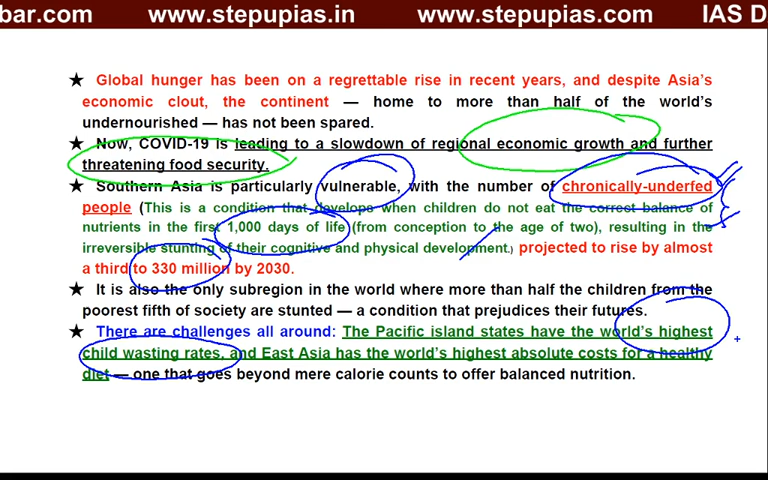 bar.com www.stepupias.in www.stepupias.com IAS D
★ Global hunger has been on a regrettable rise in recent years, and despite Asia's
economic clout, the continent — home to more than half of the world's
undernourished — has not been spared.
★ Now, COVID-19 is leading to a slowdown of regional economic growth and further
threatening food security.
★ Southern Asia is particularly vulnerable, with the number of chronically-underfed
people (This is a condition that develops when children do not eat the correct balance of
nutrients in the first 1,000 days of life (from conception to the age of two), resulting in the
irreversible stunting of their cognitive and physical development.) projected to rise by almost
a third to 330 million by 2030.
★ It is also the only subregion in the world where more than half the children from the
poorest fifth of society are stunted — a condition that prejudices their futures.
★ There are challenges all around: The Pacific island states have the world's highest
child wasting rates, and East Asia has the world's highest absolute costs for a healthy
diet — one that goes beyond mere calorie counts to offer balanced nutrition.